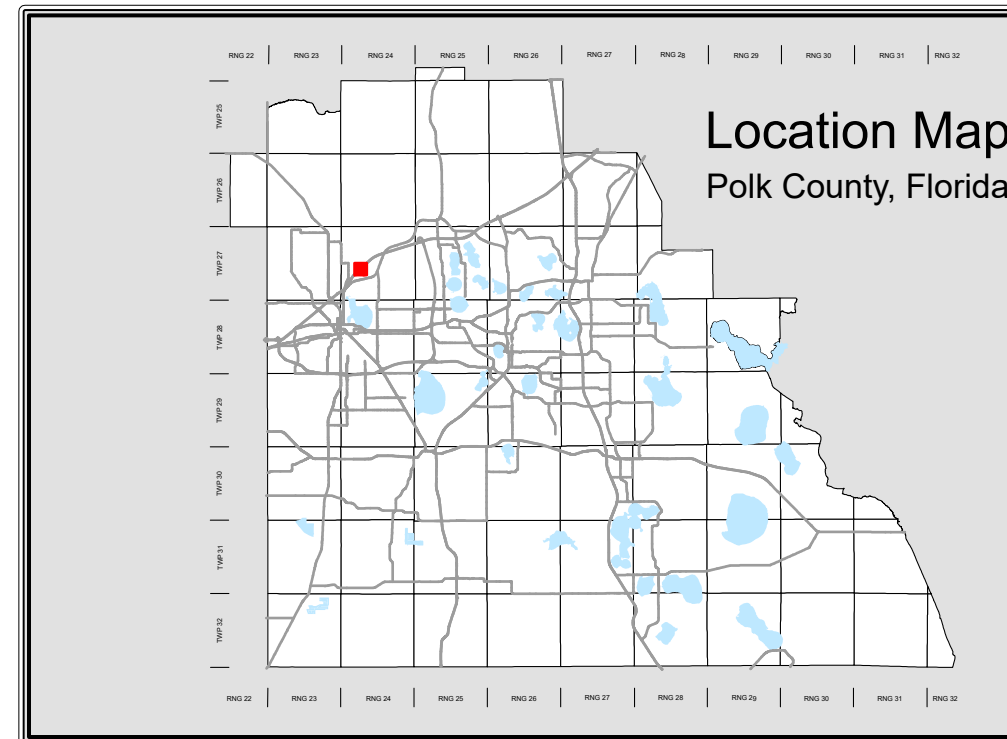 RNG 22 RNG 23 RNG 24 RNG 25 RNG 26 RNG 27 RNG 28 RNG 29 RNG 30 RNG 31 RNG 32
Location Map
Polk County, Florida
TWP 25
TWP 26
TWP 27
TWP 28
TWP 29
TWP 30
TWP 31
TWP 32
RNG 22 RNG 23 RNG 24 RNG 25 RNG 26 RNG 27 RNG 28 RNG 29 RNG 30 RNG 31 RNG 32